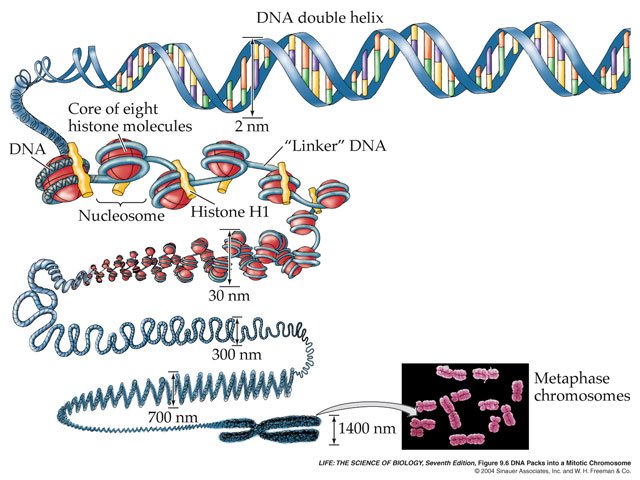 DNA double helix
Core of eight
histone molecules
2 nm
DNA
“Linker” DNA
Nucleosome
Histone H1
30 nm
300 nm
700 nm
1400 nm
Metaphase
chromosomes
LIFE: THE SCIENCE OF BIOLOGY, Seventh Edition, Figure 9.6 DNA Packs into a Mitotic Chromosome
© 2004 Sinauer Associates, Inc. and W. H. Freeman & Co.